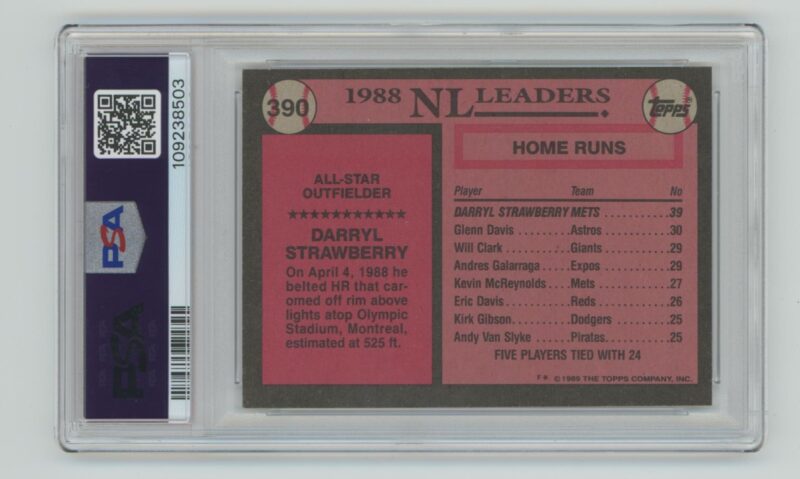 109238503
PSA
PSA
390
1988 NL LEADERS
topps
ALL-STAR
OUTFIELDER
★★★★★★★★★★★
DARRYL
STRAWBERRY
On April 4, 1988 he
belted HR that car-
omed off rim above
lights atop Olympic
Stadium, Montreal,
estimated at 525 ft.
HOME RUNS
Player Team No
DARRYL STRAWBERRY METS ..........39
Glenn Davis ..... Astros ..........30
Will Clark ....... Giants ..........29
Andres Galarraga .... Expos ..........29
Kevin McReynolds .. Mets ..........27
Eric Davis ....... Reds ..........26
Kirk Gibson....... Dodgers ........25
Andy Van Slyke .... Pirates..........25
FIVE PLAYERS TIED WITH 24
F* © 1989 THE TOPPS COMPANY, INC.